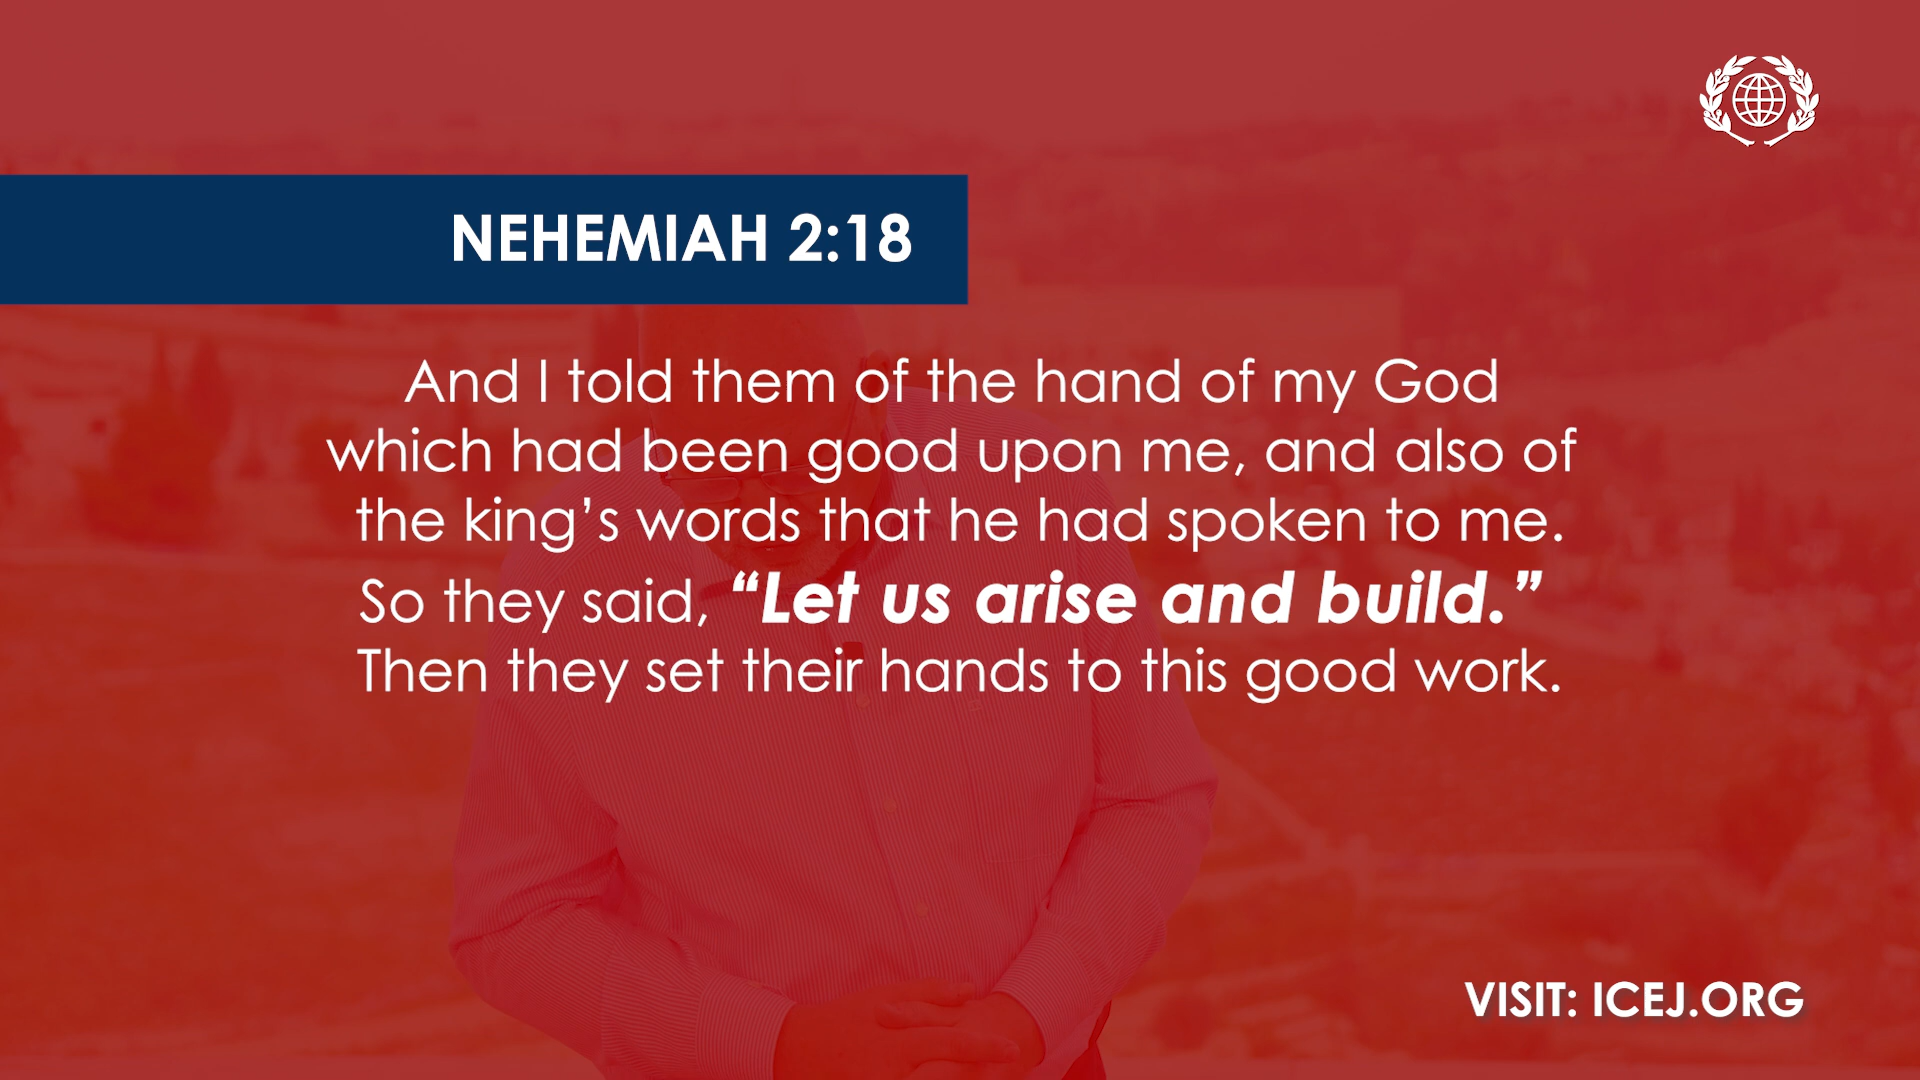 NEHEMIAH 2:18
And I told them of the hand of my God
which had been good upon me, and also of
the king’s words that he had spoken to me.
So they said, “Let us arise and build.”
Then they set their hands to this good work.
VISIT: ICEJ.ORG